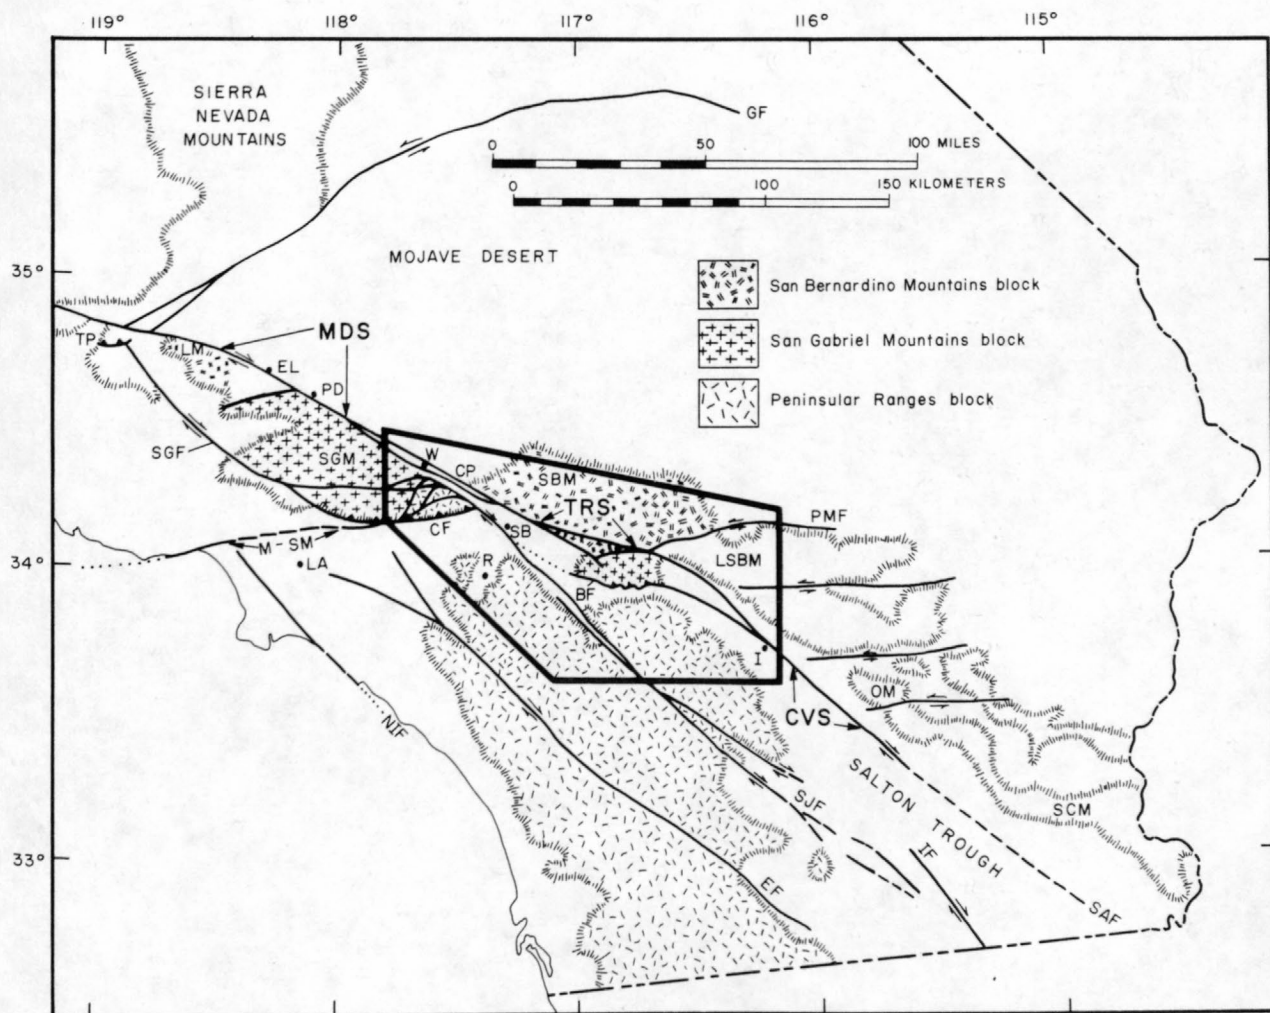 119° 118° 117° 116° 115°
SIERRA
NEVADA
MOUNTAINS
GF
0 50 100 MILES
0 100 150 KILOMETERS
35°
MOJAVE DESERT
San Bernardino Mountains block
San Gabriel Mountains block
Peninsular Ranges block
MDS
TP
LM
EL
PD
SGF
SGM
W
CP
SBM
TRS
PMF
CF
SB
M-SM
LSBM
34°
LA
R
BF
I
OM
CVS
NIF
SALTON
TROUGH
SJF
SCM
33°
IF
EF
SAF